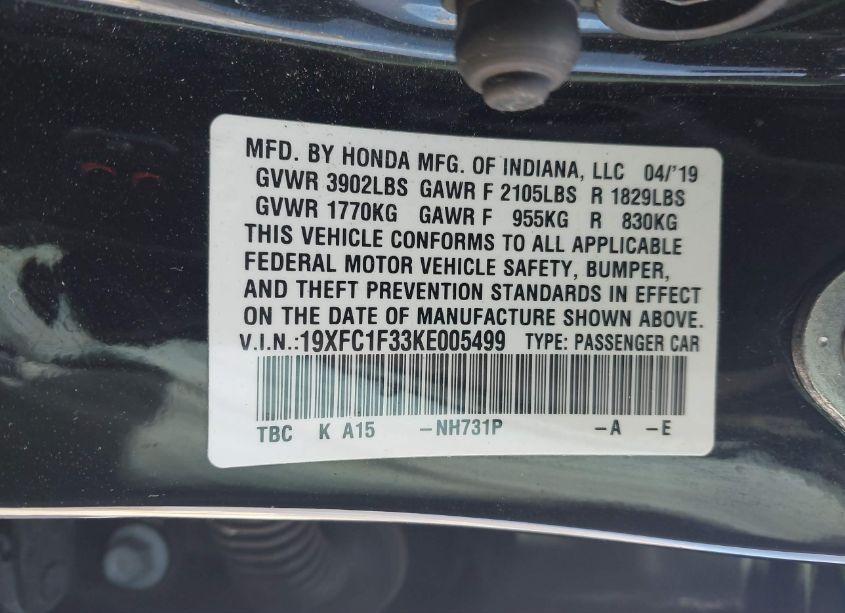 MFD. BY HONDA MFG. OF INDIANA, LLC 04/'19
GVWR 3902LBS GAWR F 2105LBS R 1829LBS
GVWR 1770KG GAWR F 955KG R 830KG
THIS VEHICLE CONFORMS TO ALL APPLICABLE
FEDERAL MOTOR VEHICLE SAFETY, BUMPER,
AND THEFT PREVENTION STANDARDS IN EFFECT
ON THE DATE OF MANUFACTURE SHOWN ABOVE.
V.I.N.:19XFC1F33KE005499 TYPE: PASSENGER CAR
TBC K A15 -NH731P -A -E